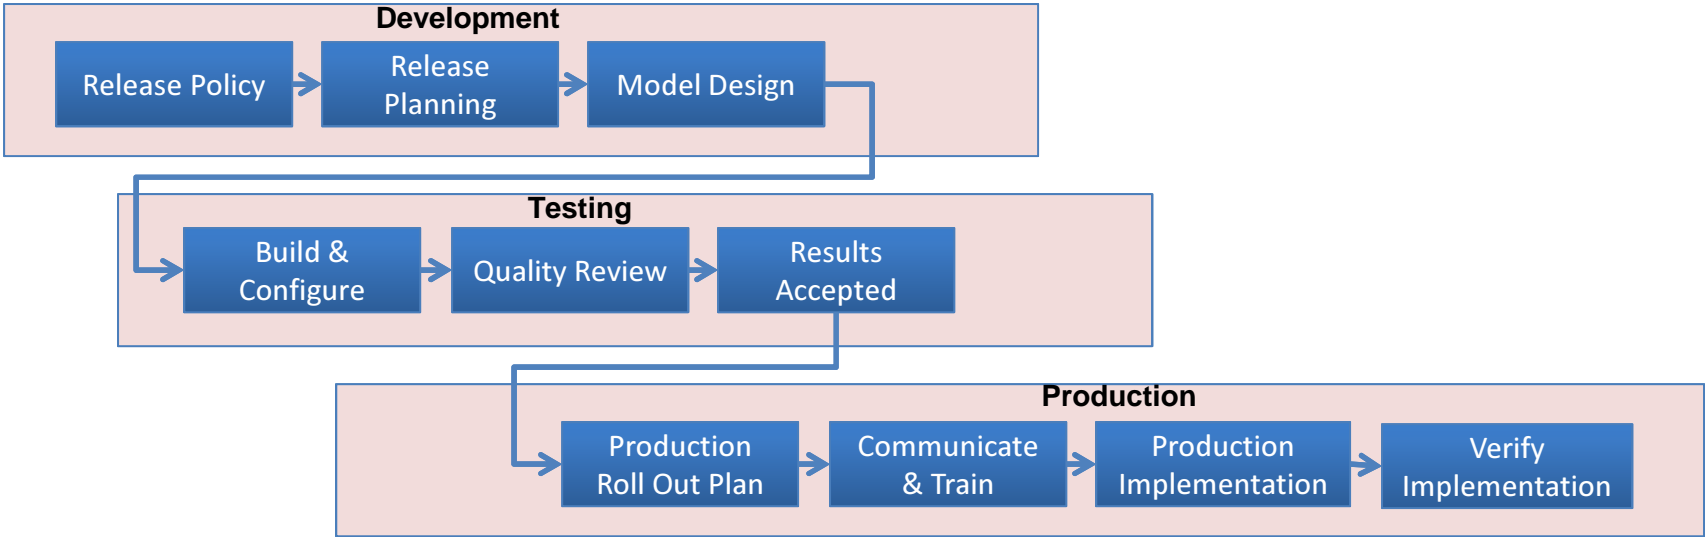 Development
Release Policy
Release
Planning
Model Design
Testing
Build &
Configure
Quality Review
Results
Accepted
Production
Production
Roll Out Plan
Communicate
& Train
Production
Implementation
Verify
Implementation